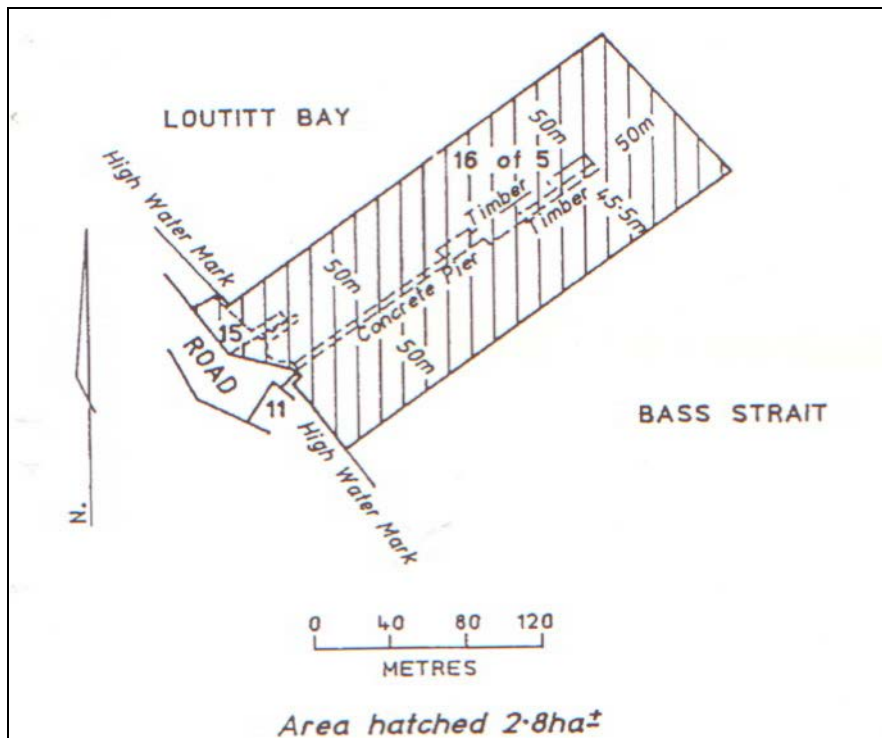 LOUTITT BAY
High Water Mark
50m
50m
16 of 5
Timber
Timber
45·5m
50m
Concrete Pier
50m
15
ROAD
11
High Water Mark
BASS STRAIT
N.
0 40 80 120
METRES
Area hatched 2·8ha±